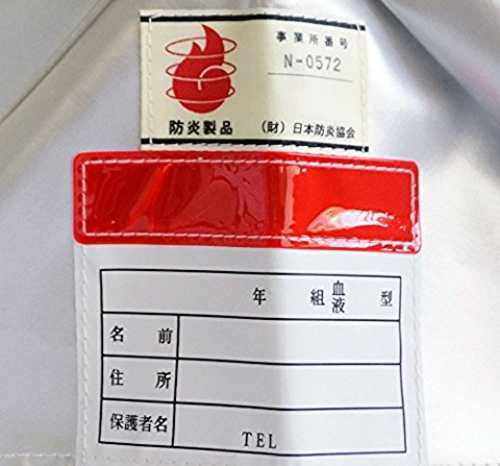 事業所番号
N-0572
防炎製品 (財)日本防炎協会
年 組 血液 型
名 前
住 所
保護者名 TEL